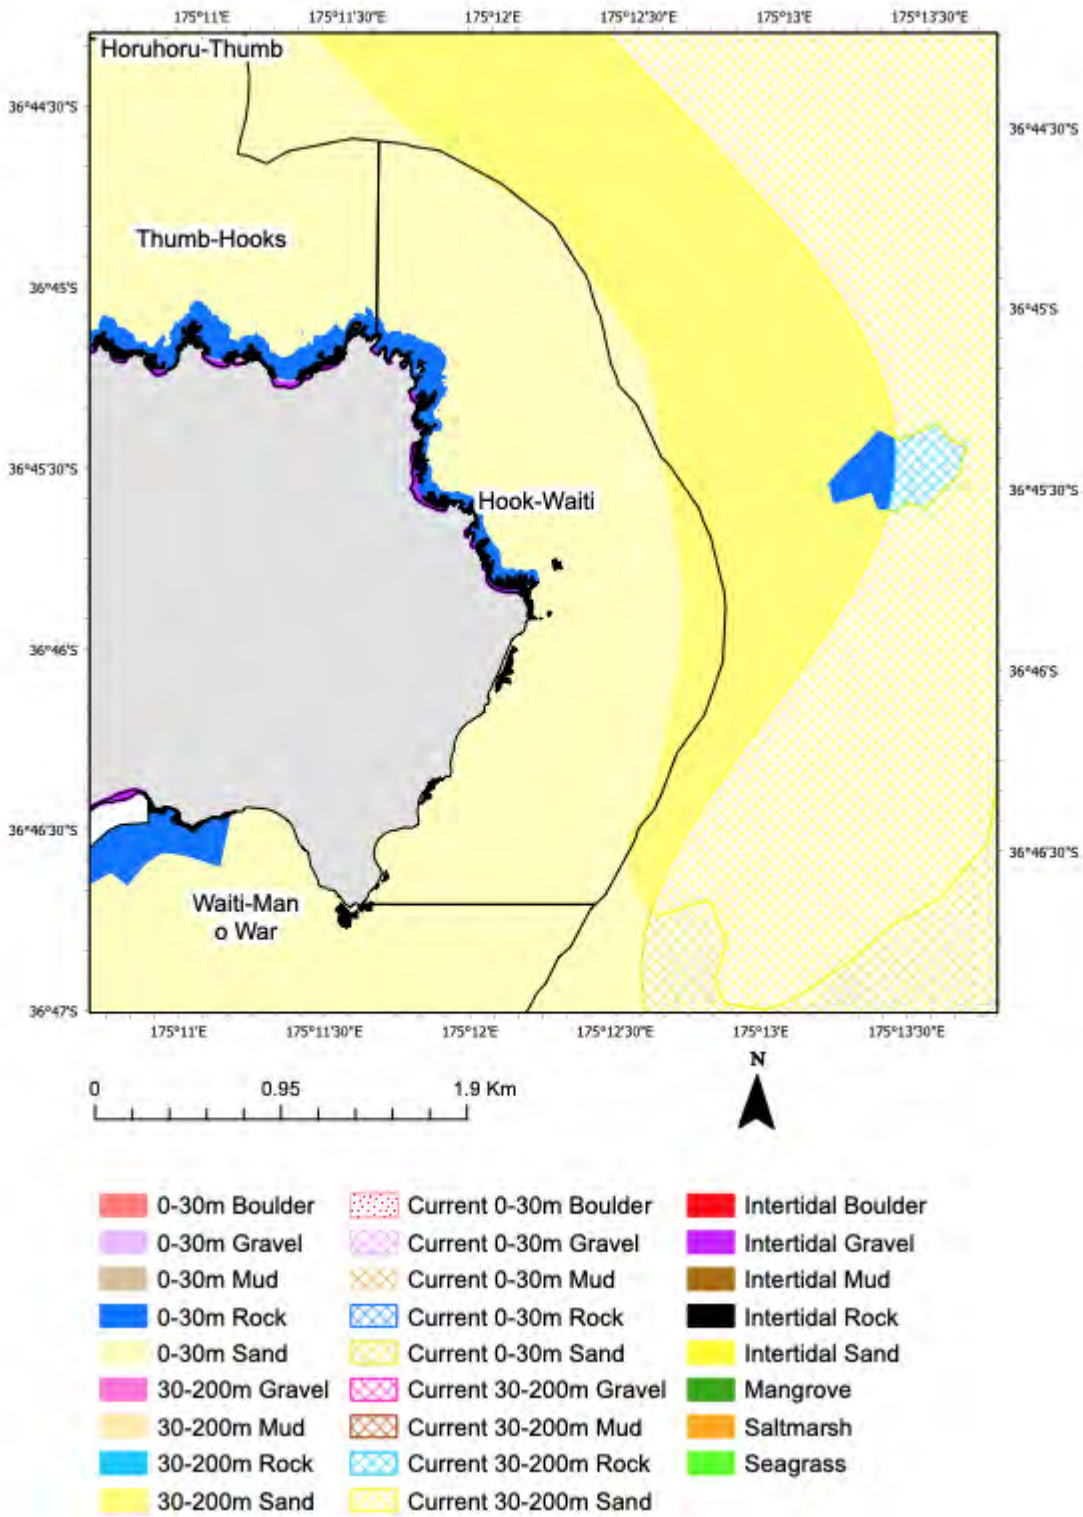 175°11'E 175°11'30"E 175°12'E 175°12'30"E 175°13'E 175°13'30"E
Horuhoru-Thumb
36°44'30"S
36°44'30"S
Thumb-Hooks
36°45'S
36°45'S
36°45'30"S
36°45'30"S
Hook-Waiti
36°46'S
36°46'S
36°46'30"S
36°46'30"S
Waiti-Man
o War
36°47'S
175°11'E 175°11'30"E 175°12'E 175°12'30"E 175°13'E 175°13'30"E
N
0 0.95 1.9 Km
0-30m Boulder Current 0-30m Boulder Intertidal Boulder
0-30m Gravel Current 0-30m Gravel Intertidal Gravel
0-30m Mud Current 0-30m Mud Intertidal Mud
0-30m Rock Current 0-30m Rock Intertidal Rock
0-30m Sand Current 0-30m Sand Intertidal Sand
30-200m Gravel Current 30-200m Gravel Mangrove
30-200m Mud Current 30-200m Mud Saltmarsh
30-200m Rock Current 30-200m Rock Seagrass
30-200m Sand Current 30-200m Sand